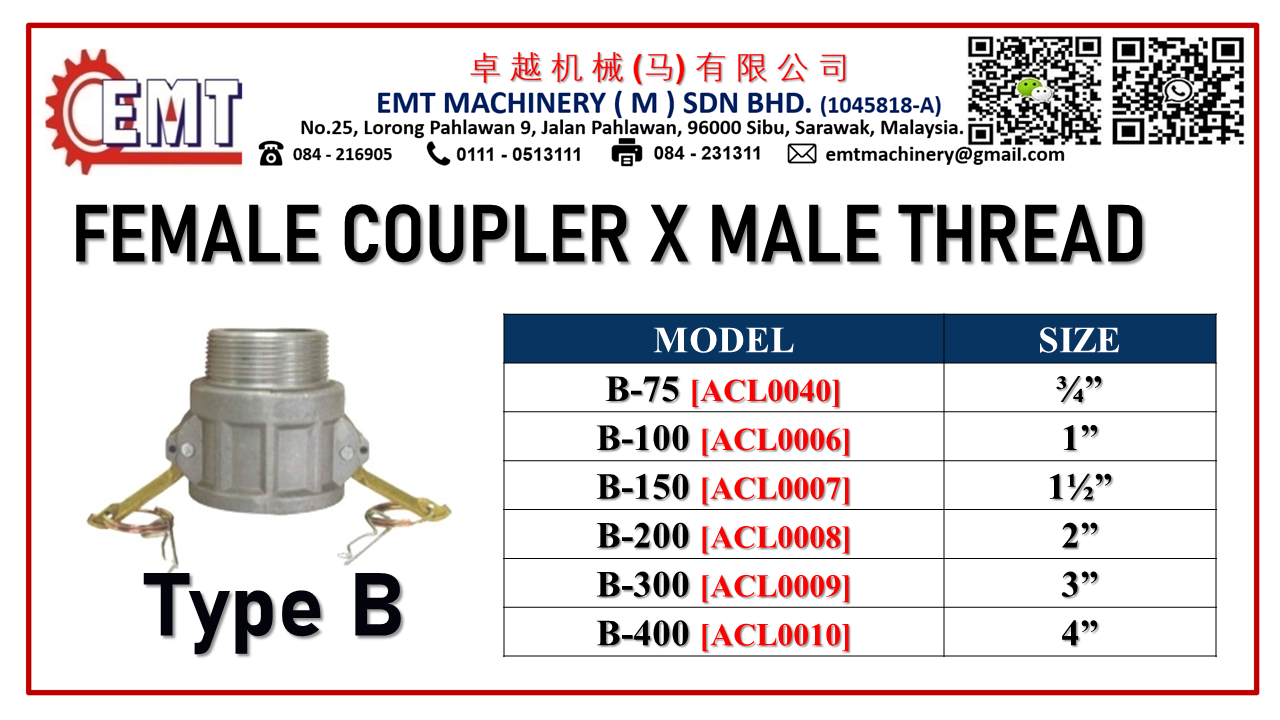 EMT
卓越机械(马)有限公司
EMT MACHINERY ( M ) SDN BHD. (1045818-A)
No.25, Lorong Pahlawan 9, Jalan Pahlawan, 96000 Sibu, Sarawak, Malaysia.
084 - 216905 0111 - 0513111 084 - 231311 emtmachinery@gmail.com
FEMALE COUPLER X MALE THREAD
MODEL SIZE
B-75 [ACL0040] ¾”
B-100 [ACL0006] 1”
B-150 [ACL0007] 1½”
B-200 [ACL0008] 2”
B-300 [ACL0009] 3”
B-400 [ACL0010] 4”
Type B